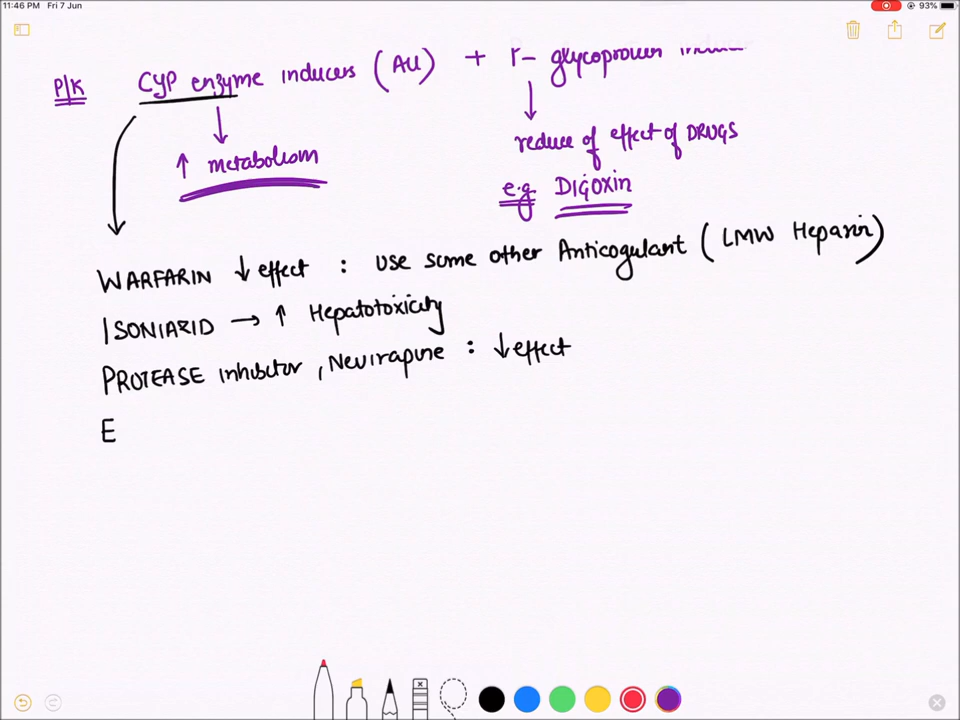 11:46 PM Fri 7 Jun 93%
P/K CYP enzyme inducers (All) + P- glycoprotein
↓ ↓
↑ metabolism reduce of effect of DRUGS
e.g DIGOXIN
WARFARIN ↓ effect : use some other Anticogulant (LMW Heparin)
ISONIAZID → ↑ Hepatotoxicity
PROTEASE inhibitor, Nevirapine : ↓ effect
E